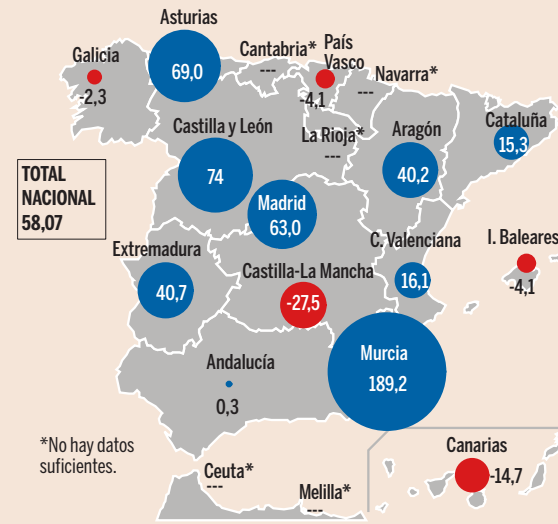 Asturias
69,0
Cantabria*
---
País
Vasco
-4,1
Navarra*
---
Galicia
-2,3
Castilla y León
74
La Rioja*
---
Aragón
40,2
Cataluña
15,3
TOTAL
NACIONAL
58,07
Madrid
63,0
Extremadura
40,7
Castilla-La Mancha
-27,5
C. Valenciana
16,1
I. Baleares
-4,1
Andalucía
0,3
Murcia
189,2
*No hay datos
suficientes.
Ceuta*
---
Melilla*
---
Canarias
-14,7